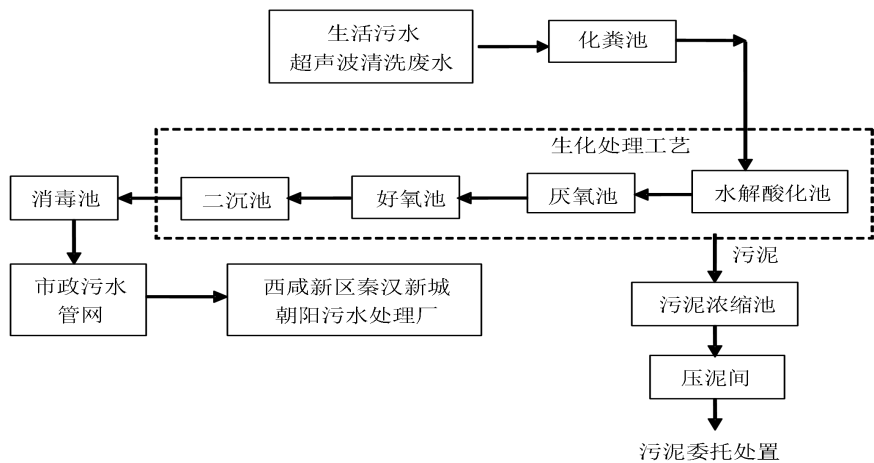 生活污水
超声波清洗废水
化粪池
生化处理工艺
消毒池
二沉池
好氧池
厌氧池
水解酸化池
污泥
市政污水
管网
西咸新区秦汉新城
朝阳污水处理厂
污泥浓缩池
压泥间
污泥委托处置